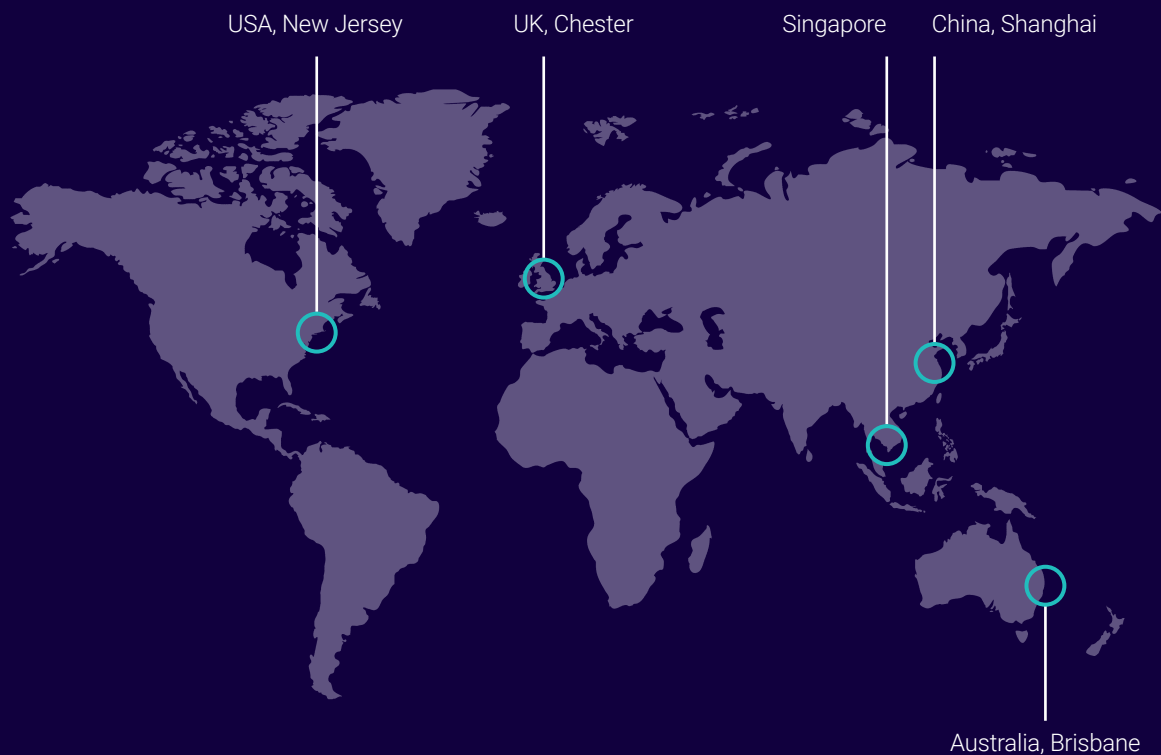 USA, New Jersey
UK, Chester
Singapore
China, Shanghai
Australia, Brisbane